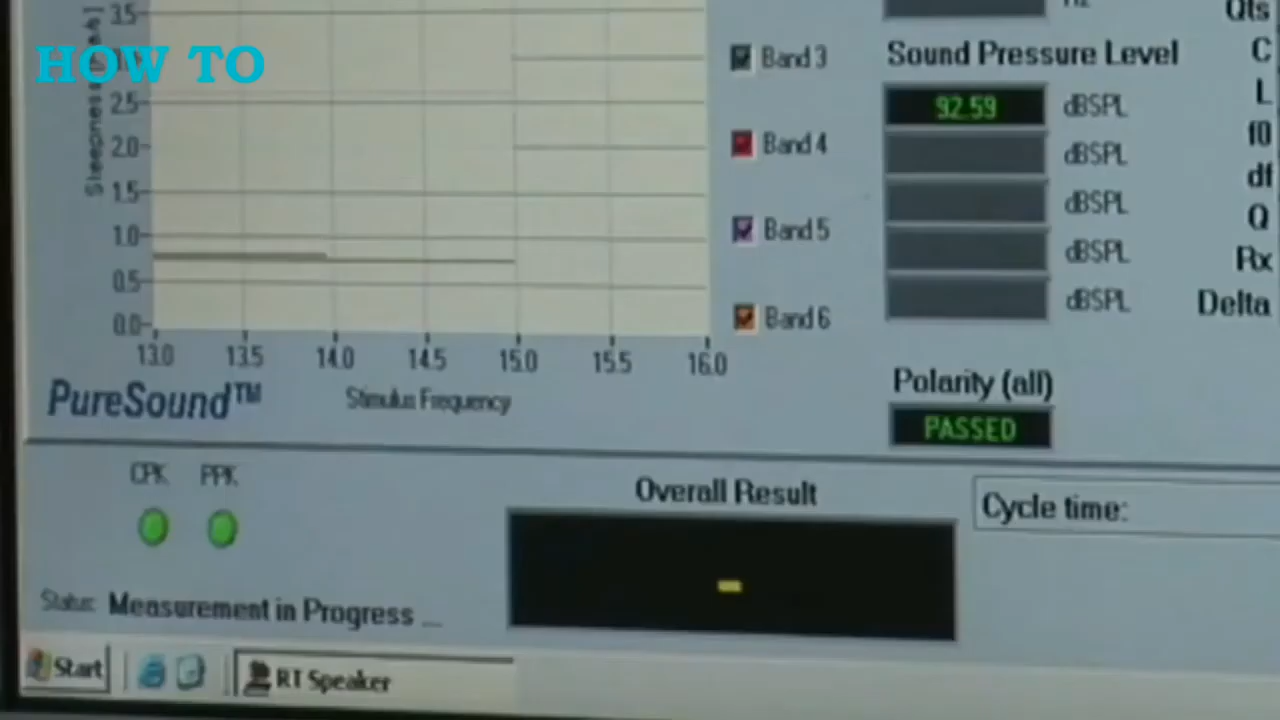 HOW TO
3.5
2.5
2.0
1.5
1.0
0.5
0.0
13.0 13.5 14.0 14.5 15.0 15.5 16.0
Stimulus Frequency
PureSound™
Band 3
Band 4
Band 5
Band 6
Hz
Sound Pressure Level
92.59 dBSPL
dBSPL
dBSPL
dBSPL
dBSPL
Polarity (all)
PASSED
Qts
C
L
f0
df
Q
Rx
Delta
CPK PPK
Overall Result
-
Cycle time:
Status: Measurement in Progress ...
Start
RT Speaker